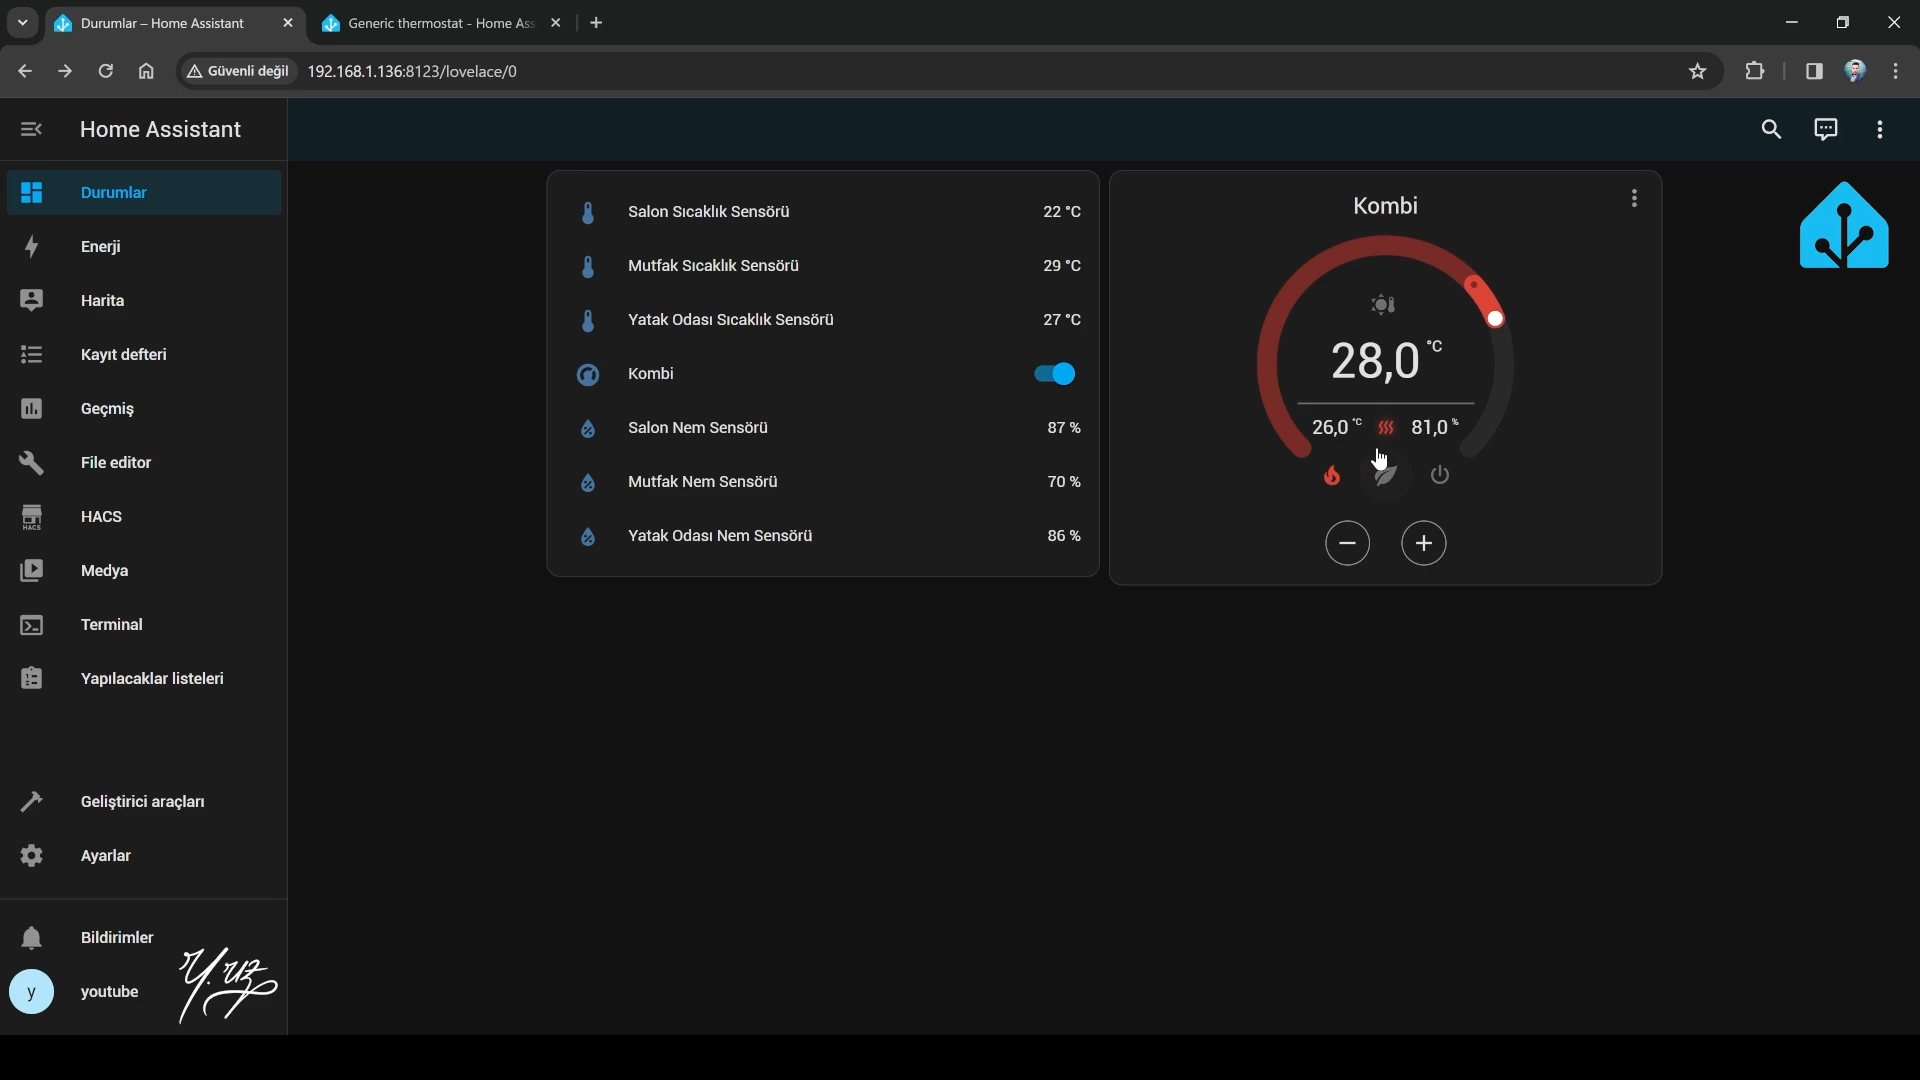 Durumlar – Home Assistant
Generic thermostat - Home Ass
Güvenli değil
192.168.1.136:8123/lovelace/0
Home Assistant
Durumlar
Enerji
Harita
Kayıt defteri
Geçmiş
File editor
HACS
HACS
Medya
Terminal
Yapılacaklar listeleri
Geliştirici araçları
Ayarlar
Bildirimler
y
youtube
Y.uz
Salon Sıcaklık Sensörü 22 °C
Mutfak Sıcaklık Sensörü 29 °C
Yatak Odası Sıcaklık Sensörü 27 °C
Kombi
Salon Nem Sensörü 87 %
Mutfak Nem Sensörü 70 %
Yatak Odası Nem Sensörü 86 %
Kombi
28,0 °C
26,0 °C 81,0 %